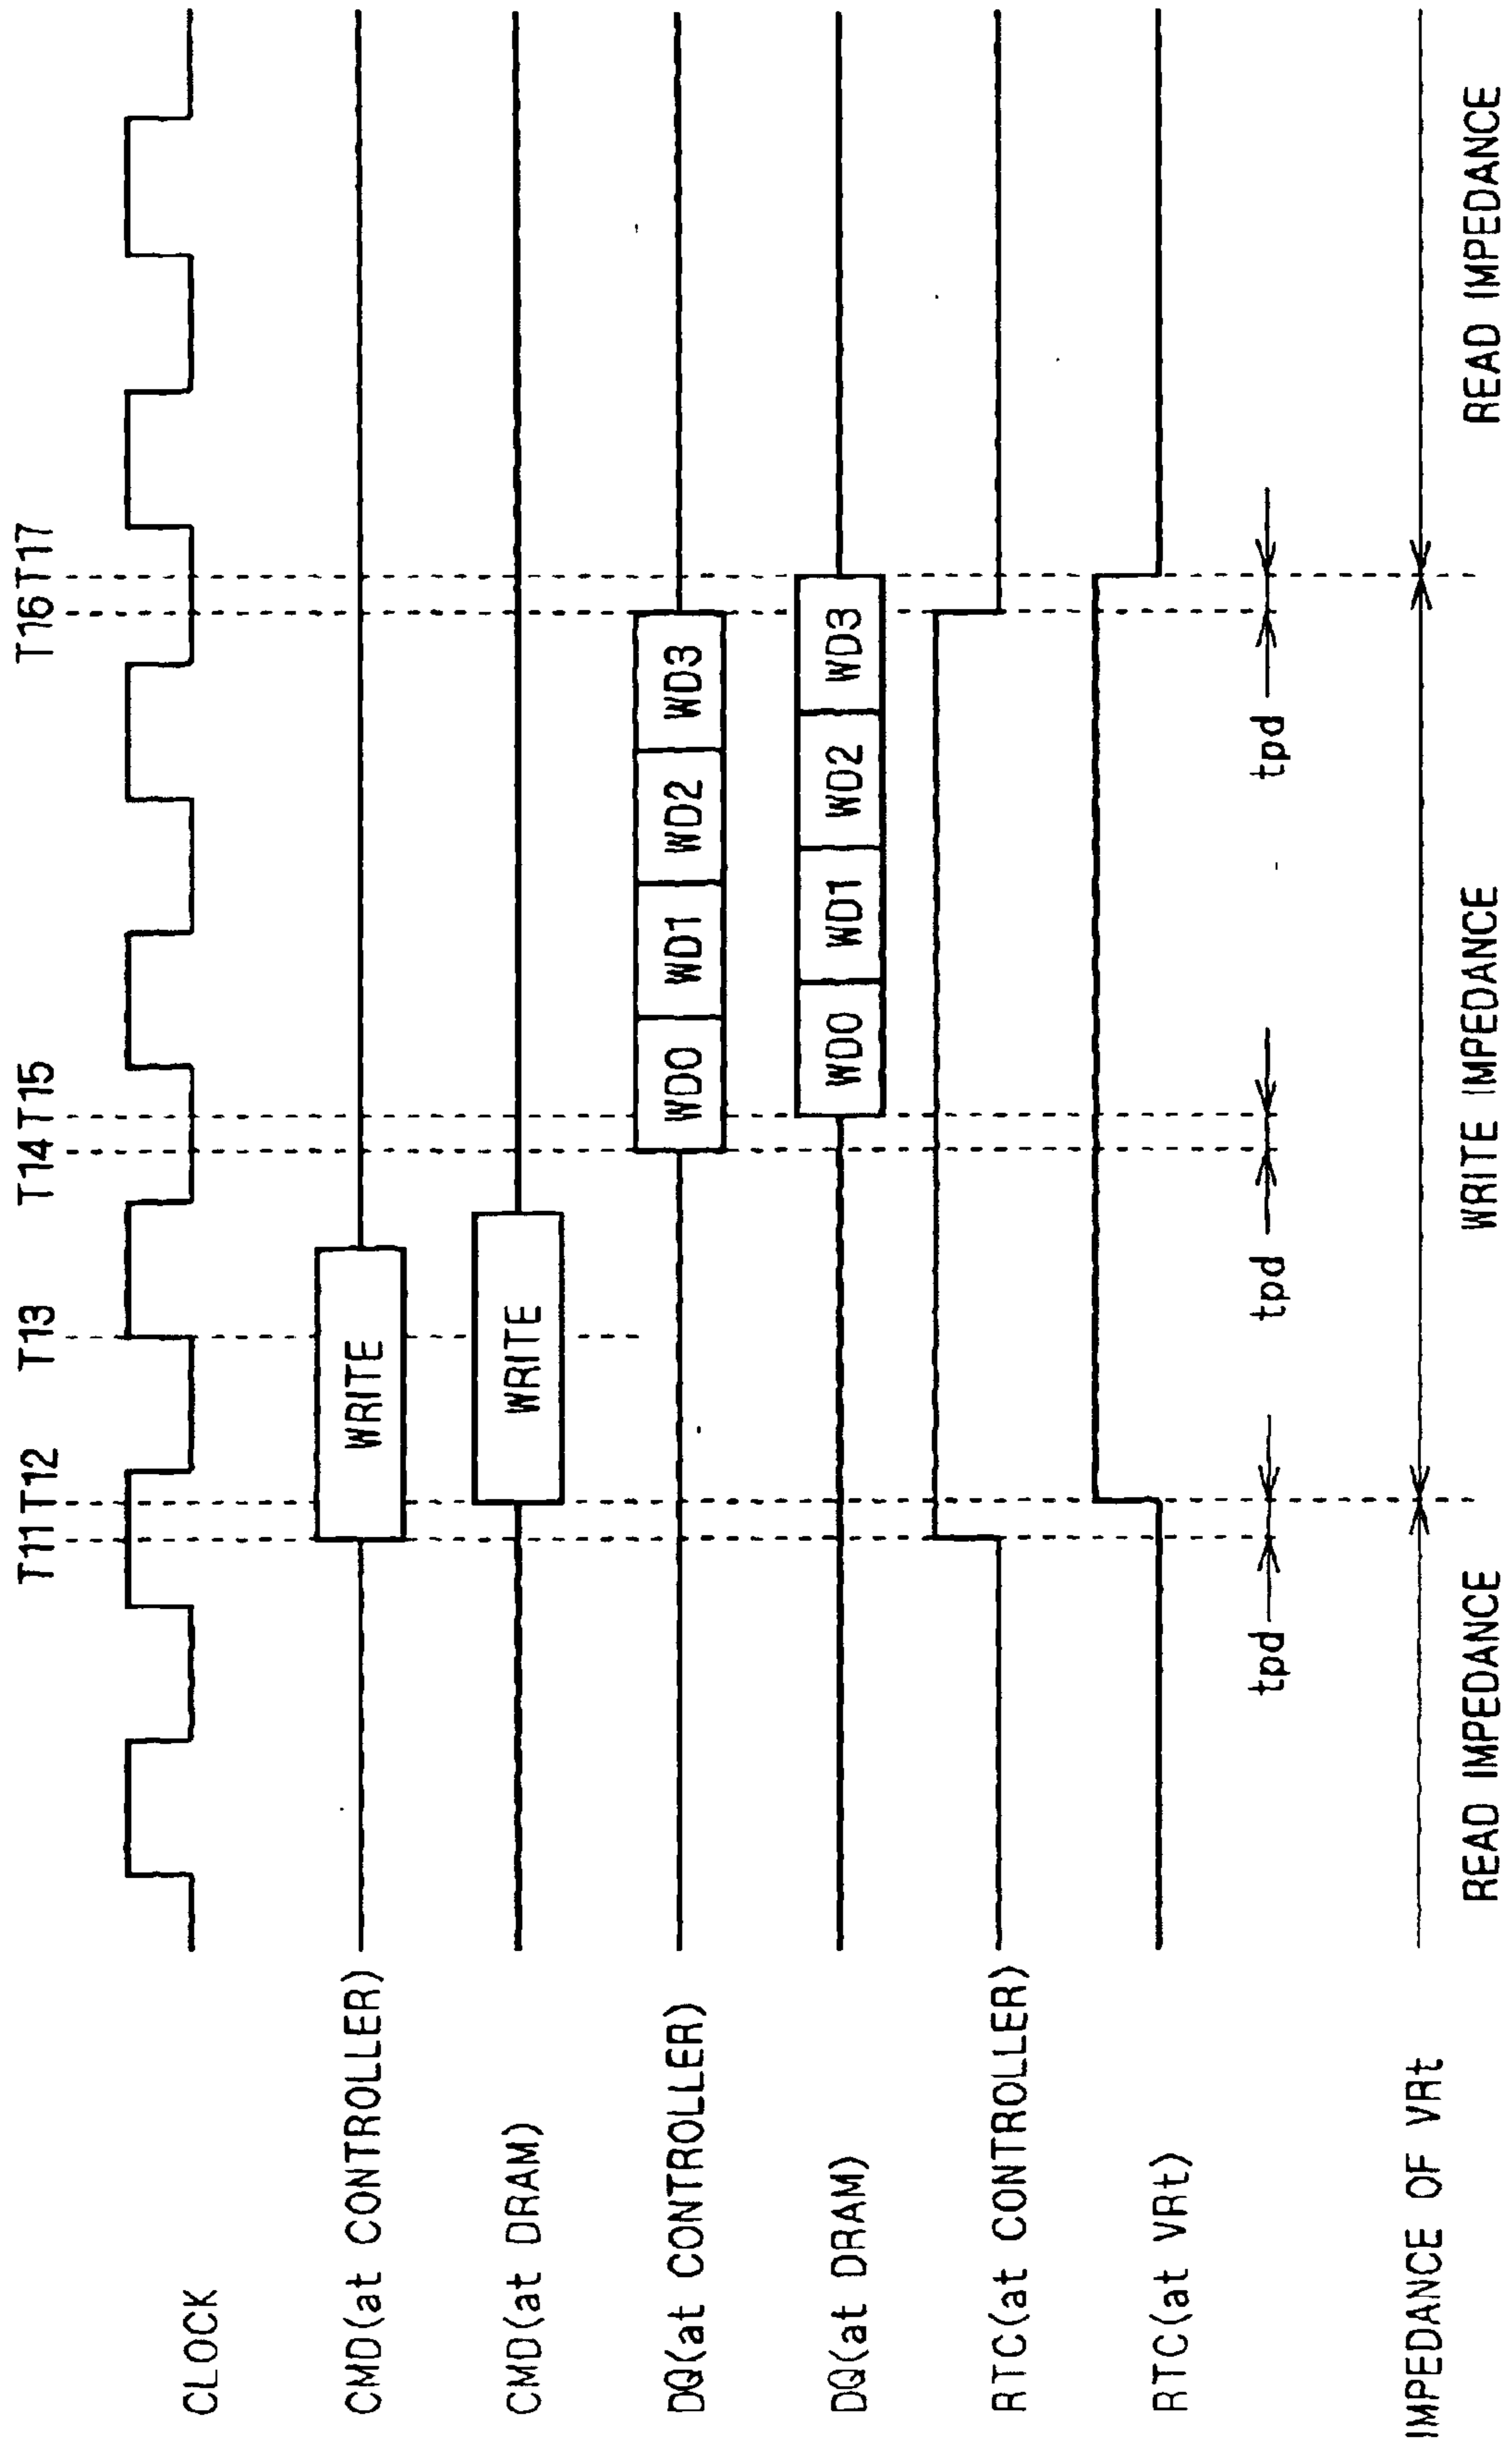 T11 T12 T13 T14 T15 T16 T17
CLOCK
CMD(at CONTROLLER) WRITE
CMD(at DRAM) WRITE
DQ(at CONTROLLER) WD0 WD1 WD2 WD3
DQ(at DRAM) WD0 WD1 WD2 WD3
RTC(at CONTROLLER)
RTC(at VRt)
tpd tpd tpd
IMPEDANCE OF VRt
READ IMPEDANCE WRITE IMPEDANCE READ IMPEDANCE